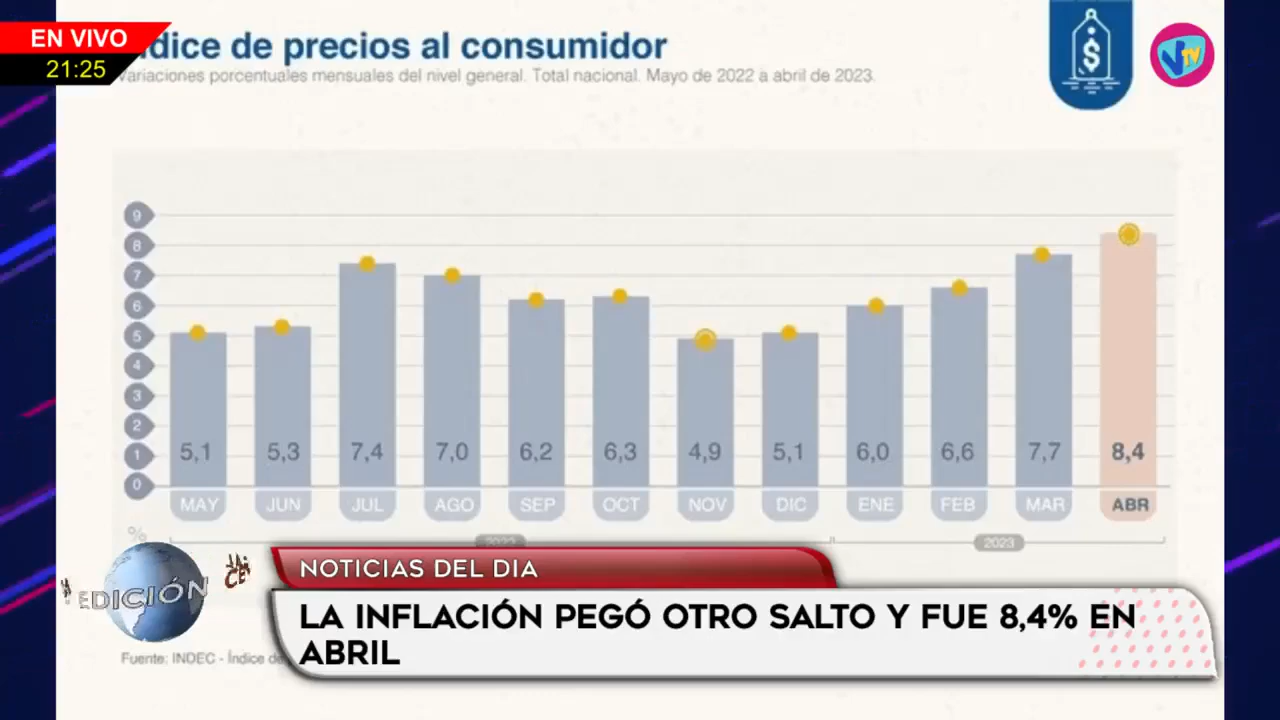 EN VIVO
21:25
dice de precios al consumidor
Variaciones porcentuales mensuales del nivel general. Total nacional. Mayo de 2022 a abril de 2023.
VTV
$
9
8
7
6
5
4
3
2
1
0
5,1 5,3 7,4 7,0 6,2 6,3 4,9 5,1 6,0 6,6 7,7 8,4
MAY JUN JUL AGO SEP OCT NOV DIC ENE FEB MAR ABR
%
2022 2023
EDICIÓN
NOTICIAS DEL DIA
LA INFLACIÓN PEGÓ OTRO SALTO Y FUE 8,4% EN
ABRIL
Fuente: INDEC - Índice de